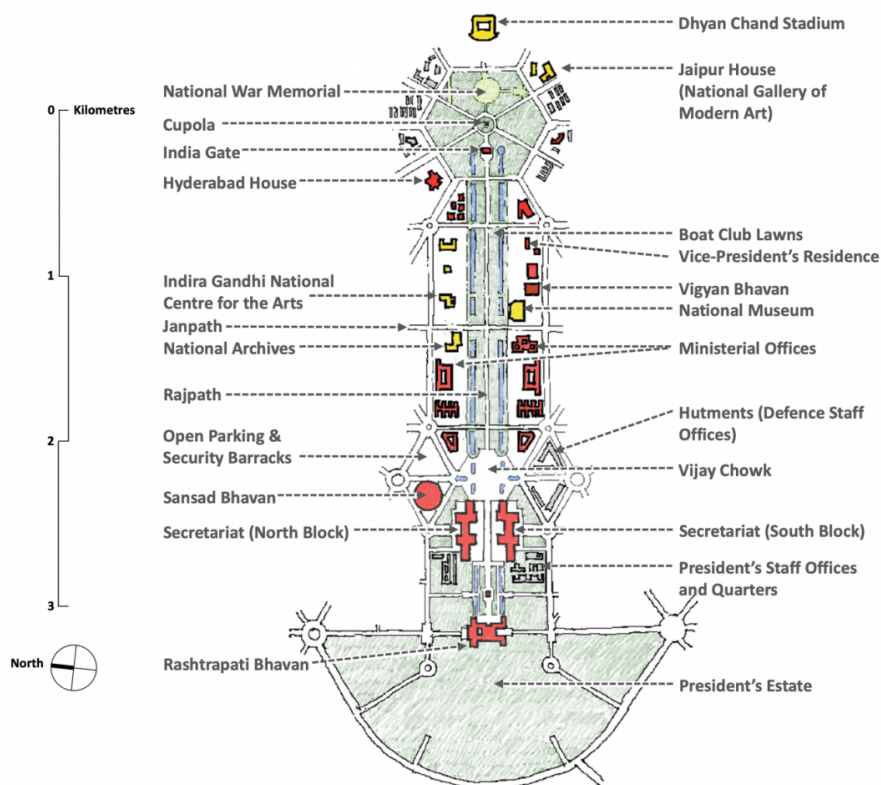 Dhyan Chand Stadium
Jaipur House
(National Gallery of
Modern Art)
National War Memorial
0
Kilometres
Cupola
India Gate
Hyderabad House
Boat Club Lawns
Vice-President's Residence
1
Indira Gandhi National
Centre for the Arts
Vigyan Bhavan
National Museum
Janpath
National Archives
Ministerial Offices
Rajpath
Hutments (Defence Staff
Offices)
2
Open Parking &
Security Barracks
Vijay Chowk
Sansad Bhavan
Secretariat (North Block)
Secretariat (South Block)
President's Staff Offices
and Quarters
3
North
Rashtrapati Bhavan
President's Estate